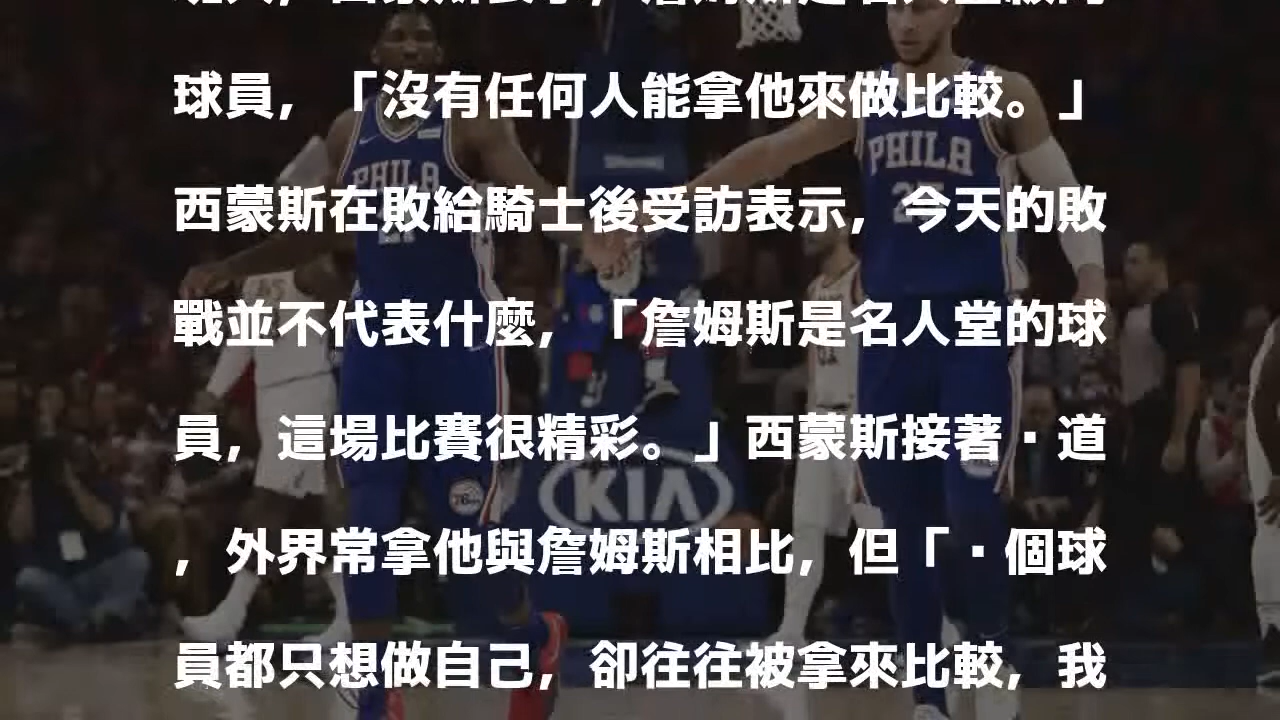 球員，「沒有任何人能拿他來做比較。」
西蒙斯在敗給騎士後受訪表示，今天的敗
戰並不代表什麼，「詹姆斯是名人堂的球
員，這場比賽很精彩。」西蒙斯接著▪道
，外界常拿他與詹姆斯相比，但「▪個球
員都只想做自己，卻往往被拿來比較，我
PHILA
PHILA
KIA
76ers